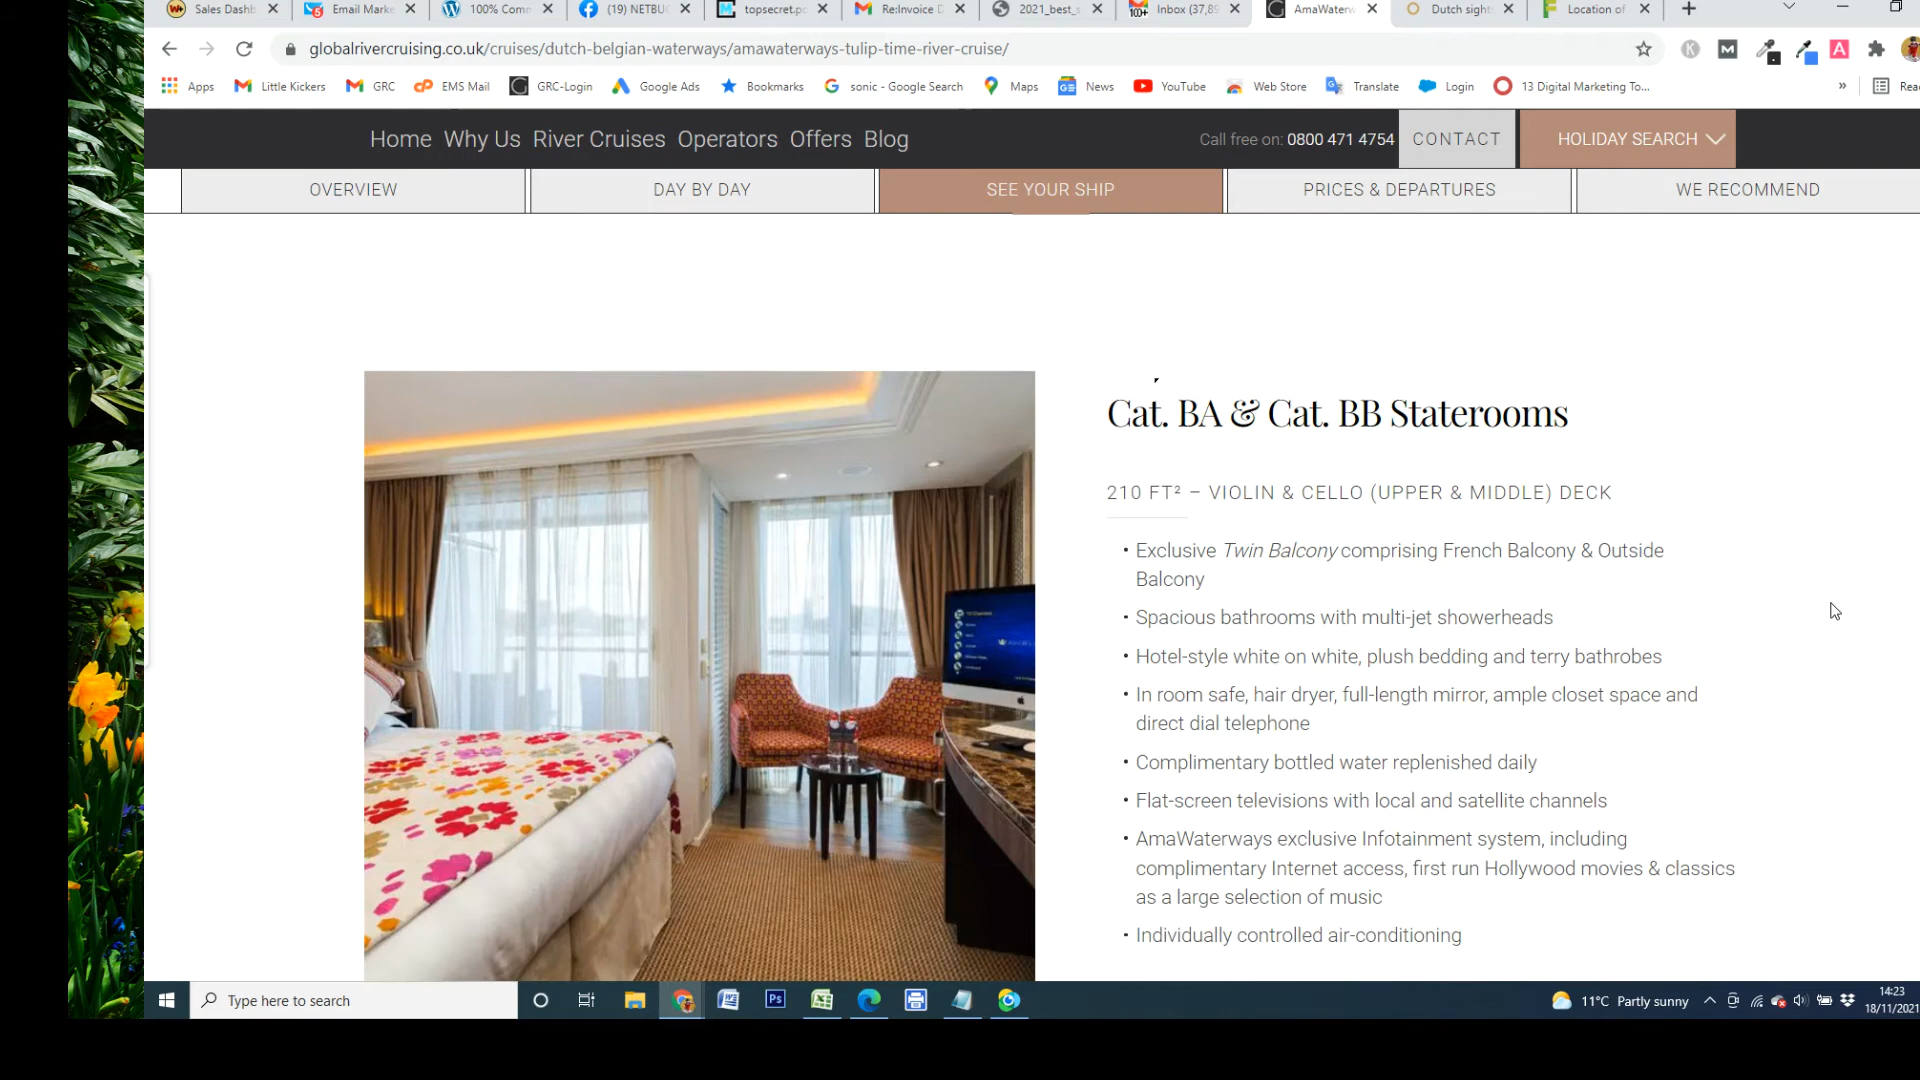 Sales Dashb
Email Marke
100% Com
(19) NETBU
topsecret.pc
Re:Invoice D
2021_best_s
Inbox (37,89
AmaWaterw
Dutch sight
Location of
globalrivercruising.co.uk/cruises/dutch-belgian-waterways/amawaterways-tulip-time-river-cruise/
Apps
Little Kickers
GRC
EMS Mail
GRC-Login
Google Ads
Bookmarks
sonic - Google Search
Maps
News
YouTube
Web Store
Translate
Login
13 Digital Marketing To...
»
Rea
Home Why Us River Cruises Operators Offers Blog
Call free on: 0800 471 4754
CONTACT
HOLIDAY SEARCH
OVERVIEW
DAY BY DAY
SEE YOUR SHIP
PRICES & DEPARTURES
WE RECOMMEND
Cat. BA & Cat. BB Staterooms
210 FT² – VIOLIN & CELLO (UPPER & MIDDLE) DECK
• Exclusive Twin Balcony comprising French Balcony & Outside
Balcony
• Spacious bathrooms with multi-jet showerheads
• Hotel-style white on white, plush bedding and terry bathrobes
• In room safe, hair dryer, full-length mirror, ample closet space and
direct dial telephone
• Complimentary bottled water replenished daily
• Flat-screen televisions with local and satellite channels
• AmaWaterways exclusive Infotainment system, including
complimentary Internet access, first run Hollywood movies & classics
as a large selection of music
• Individually controlled air-conditioning
Type here to search
Ps
11°C Partly sunny
14:23
18/11/2021